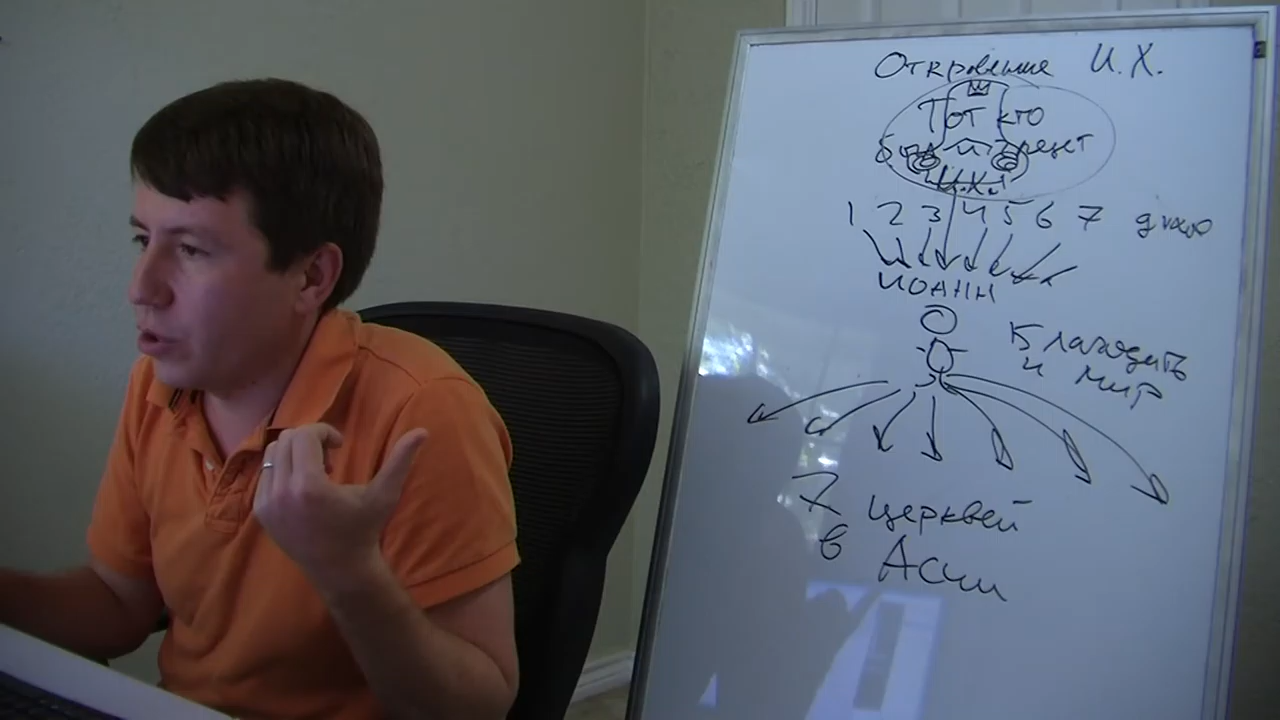 Откровение И.Х.
Тот кто
был и грядет
И.Х.
1 2 3 4 5 6 7 духов
ИОАНН
Благодать
и мир
7 церквей
в Асии